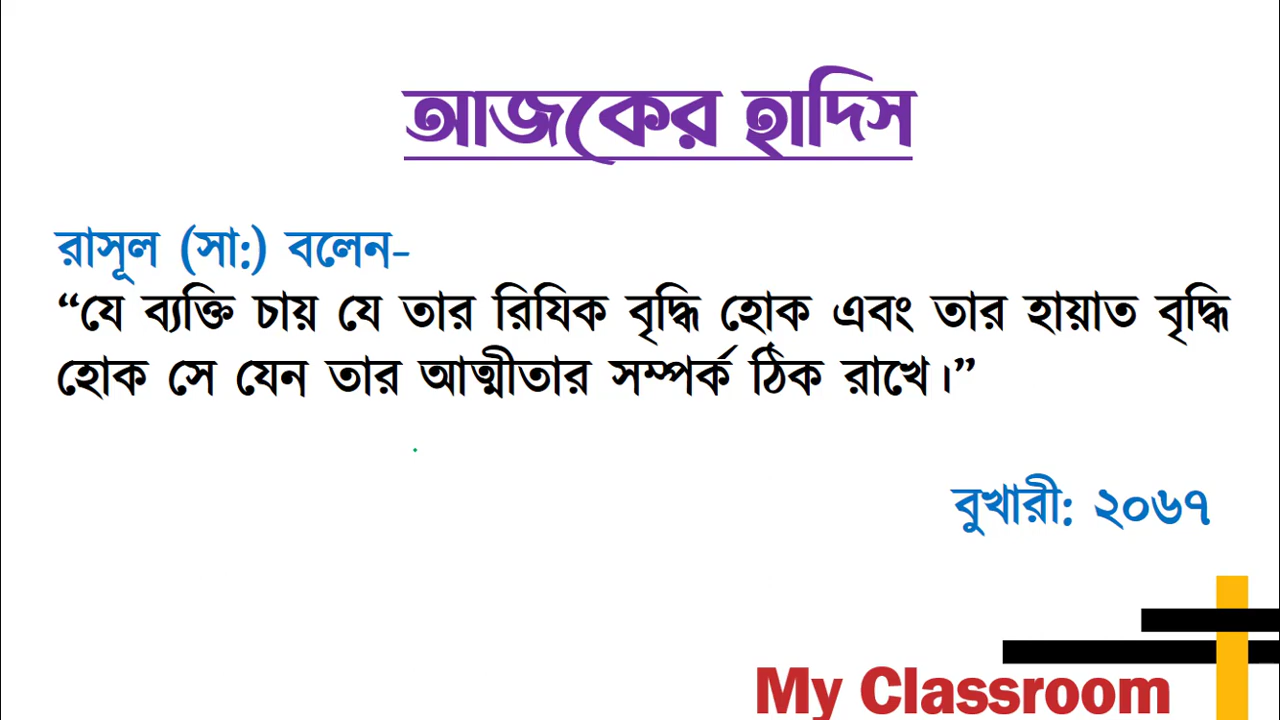 আজকের হাদিস
রাসূল (সা:) বলেন-
“যে ব্যক্তি চায় যে তার রিযিক বৃদ্ধি হোক এবং তার হায়াত বৃদ্ধি
হোক সে যেন তার আত্মীতার সম্পর্ক ঠিক রাখে।”
বুখারী: ২০৬৭
My Classroom